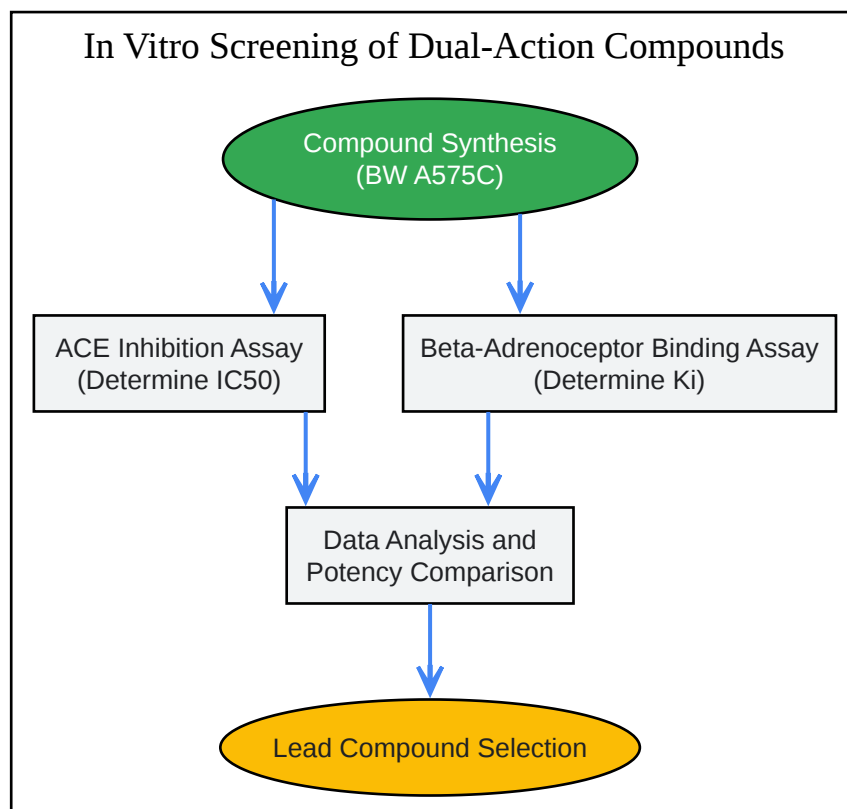 In Vitro Screening of Dual-Action Compounds
Compound Synthesis
(BW A575C)
ACE Inhibition Assay
(Determine IC50)
Beta-Adrenoceptor Binding Assay
(Determine Ki)
Data Analysis and
Potency Comparison
Lead Compound Selection